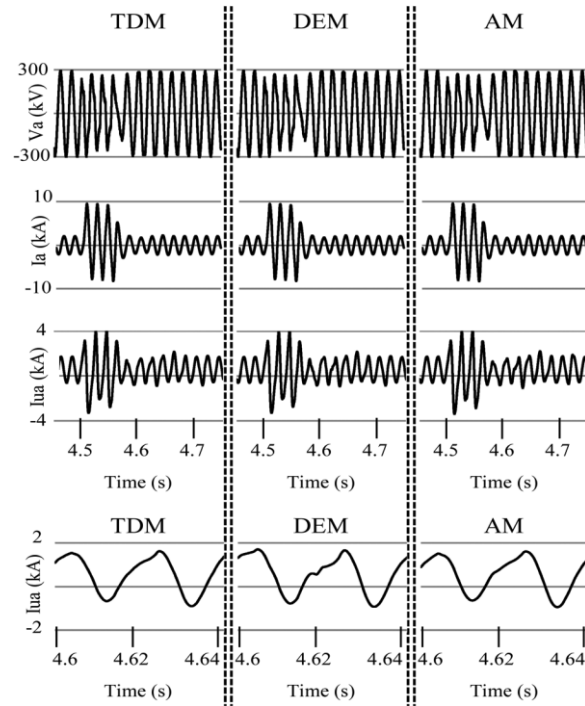 TDM DEM AM
300
Va (kV)
-300
10
Ia (kA)
-10
4
Iua (kA)
-4
4.5 4.6 4.7 4.5 4.6 4.7 4.5 4.6 4.7
Time (s) Time (s) Time (s)
TDM DEM AM
2
Iua (kA)
-2
4.6 4.62 4.64 4.6 4.62 4.64 4.6 4.62 4.64
Time (s) Time (s) Time (s)